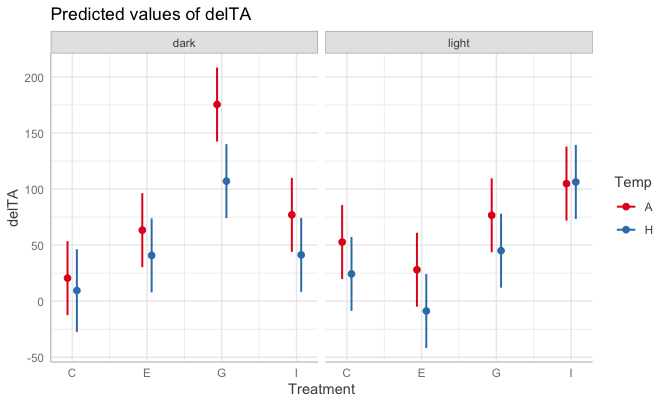 Predicted values of delTA
dark
light
200
150
100
50
0
-50
delTA
C E G I
C E G I
Treatment
Temp
A
H